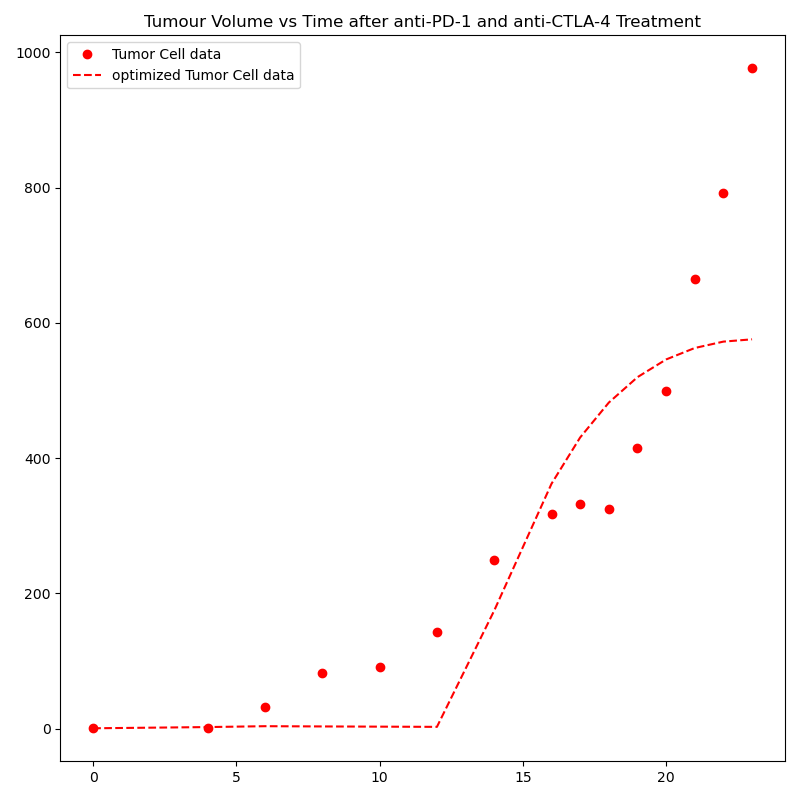 Tumour Volume vs Time after anti-PD-1 and anti-CTLA-4 Treatment
Tumor Cell data
optimized Tumor Cell data
1000
800
600
400
200
0
0 5 10 15 20